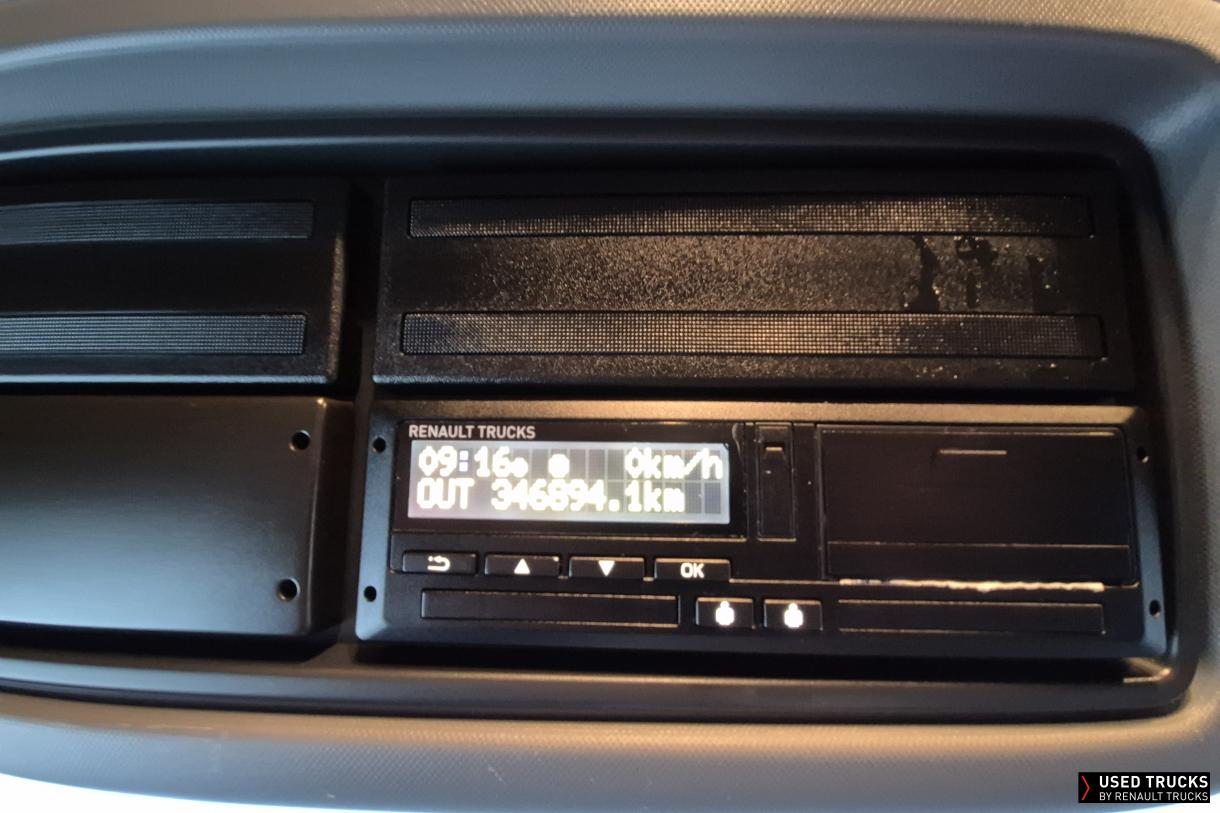 RENAULT TRUCKS
09:16 0km/h
OUT 346894.1km
OK
USED TRUCKS
BY RENAULT TRUCKS